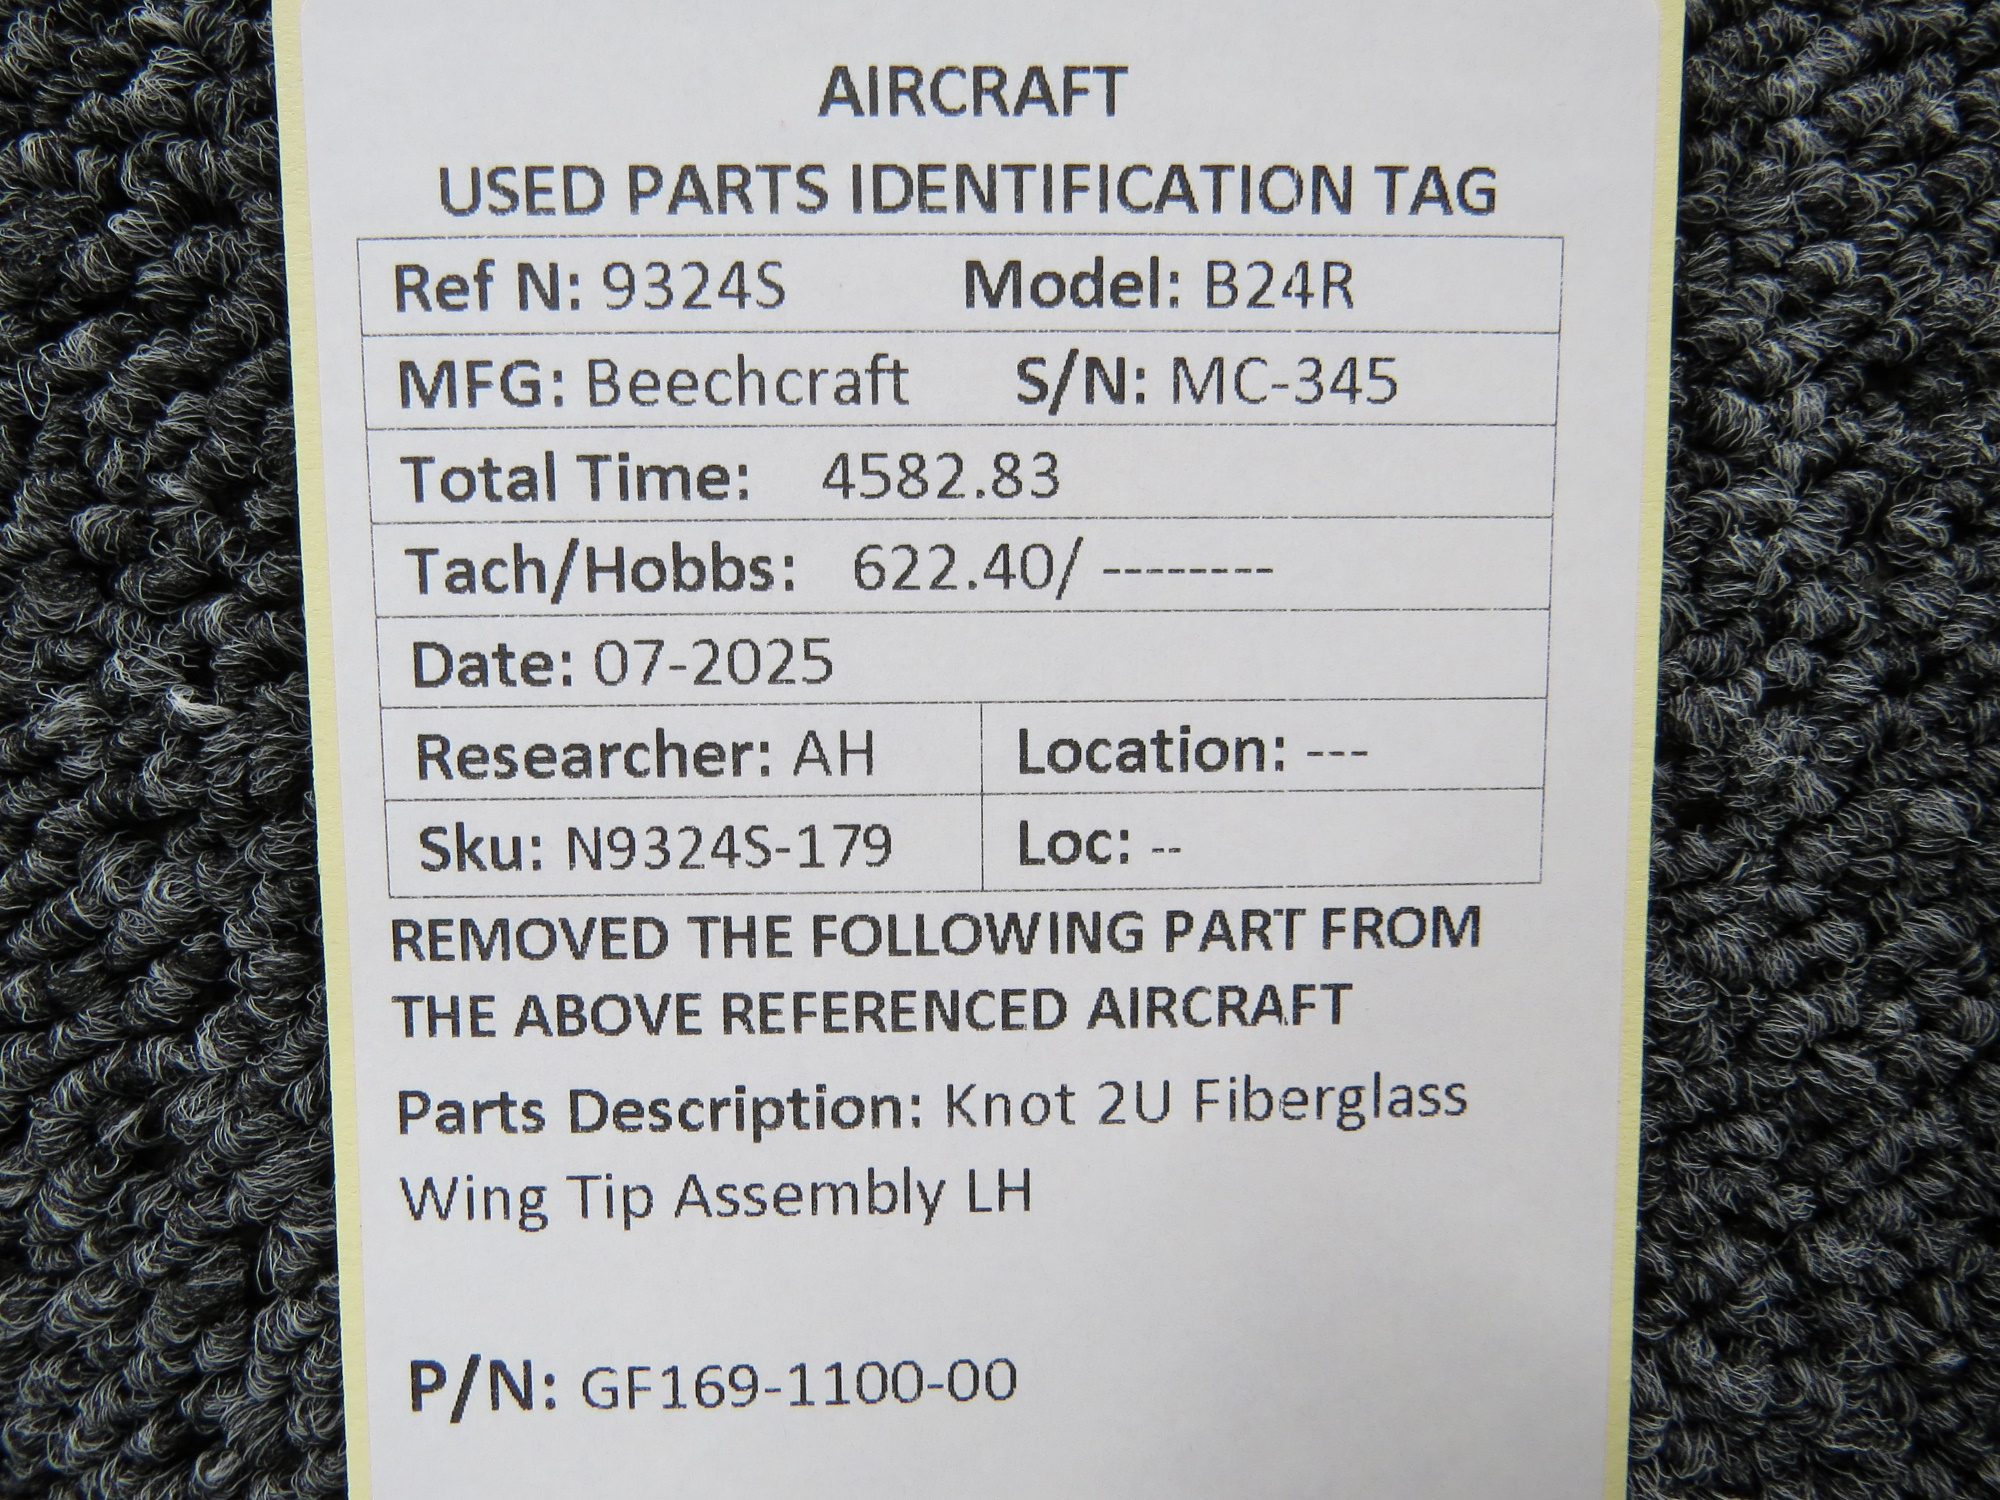 AIRCRAFT
USED PARTS IDENTIFICATION TAG
Ref N: 9324S Model: B24R
MFG: Beechcraft S/N: MC-345
Total Time: 4582.83
Tach/Hobbs: 622.40/ --------
Date: 07-2025
Researcher: AH Location: ---
Sku: N9324S-179 Loc: --
REMOVED THE FOLLOWING PART FROM
THE ABOVE REFERENCED AIRCRAFT
Parts Description: Knot 2U Fiberglass
Wing Tip Assembly LH
P/N: GF169-1100-00